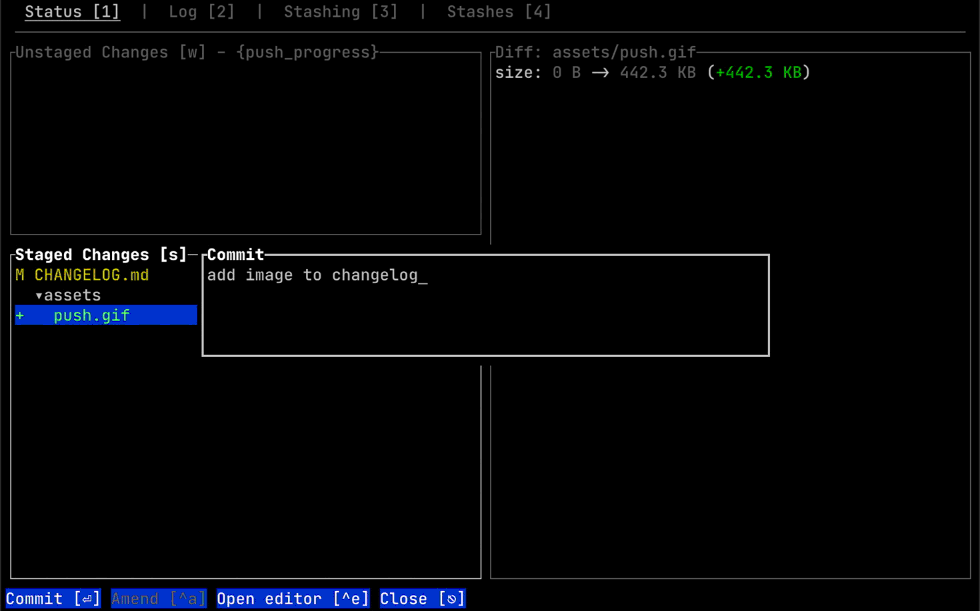 Status [1] | Log [2] | Stashing [3] | Stashes [4]
Unstaged Changes [w] – {push_progress}
Diff: assets/push.gif
size: 0 B → 442.3 KB (+442.3 KB)
Staged Changes [s]
M CHANGELOG.md
▾assets
+ push.gif
Commit
add image to changelog_
Commit [⏎] Amend [^a] Open editor [^e] Close [⎋]